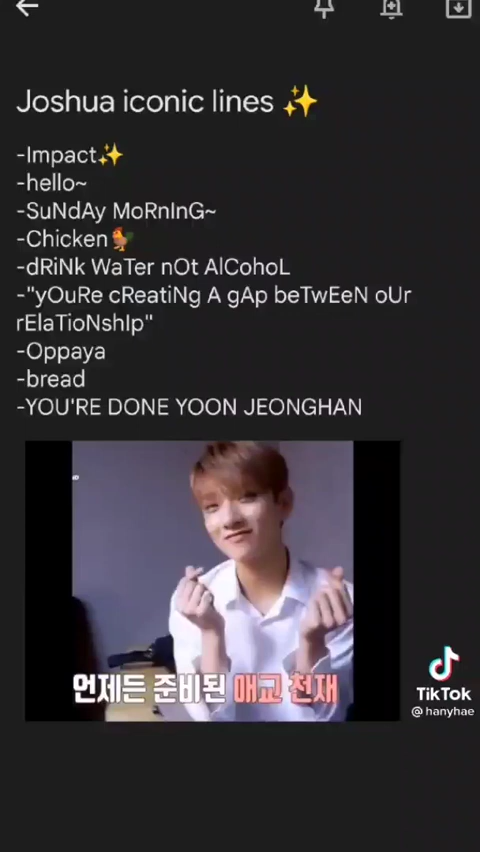 Joshua iconic lines ✨
-Impact✨
-hello~
-SuNdAy MoRnInG~
-Chicken🐓
-dRiNk WaTer nOt AlCohoL
-"yOuRe cReatiNg A gAp beTwEeN oUr
rElaTioNshIp"
-Oppaya
-bread
-YOU'RE DONE YOON JEONGHAN
언제든 준비된 애교 천재
TikTok
@hanyhae